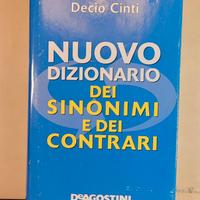 Decio Cinti
NUOVO
DIZIONARIO
DEI
SINONIMI
E DEI
CONTRARI
DEAGOSTINI